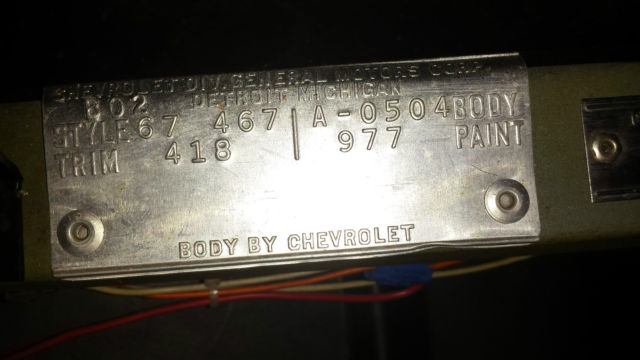 CHEVROLET DIV. GENERAL MOTORS CORP.
DETROIT MICHIGAN
B02
STYLE 67 467 A-0504 BODY
TRIM 418 977 PAINT
BODY BY CHEVROLET